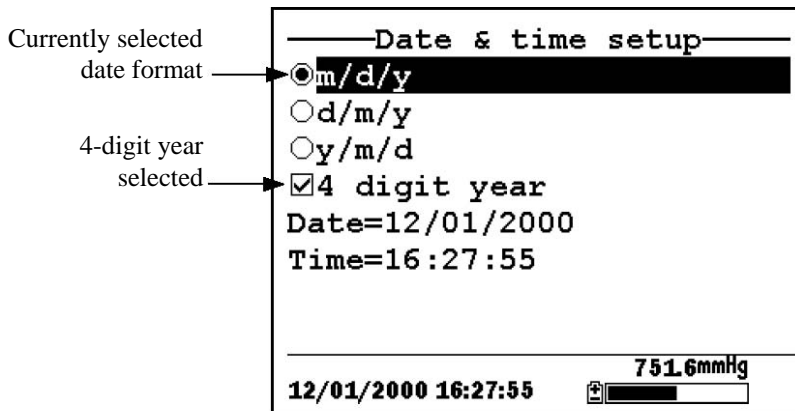 Currently selected
date format
4-digit year
selected
Date & time setup
m/d/y
d/m/y
y/m/d
4 digit year
Date=12/01/2000
Time=16:27:55
751.6mmHg
12/01/2000 16:27:55